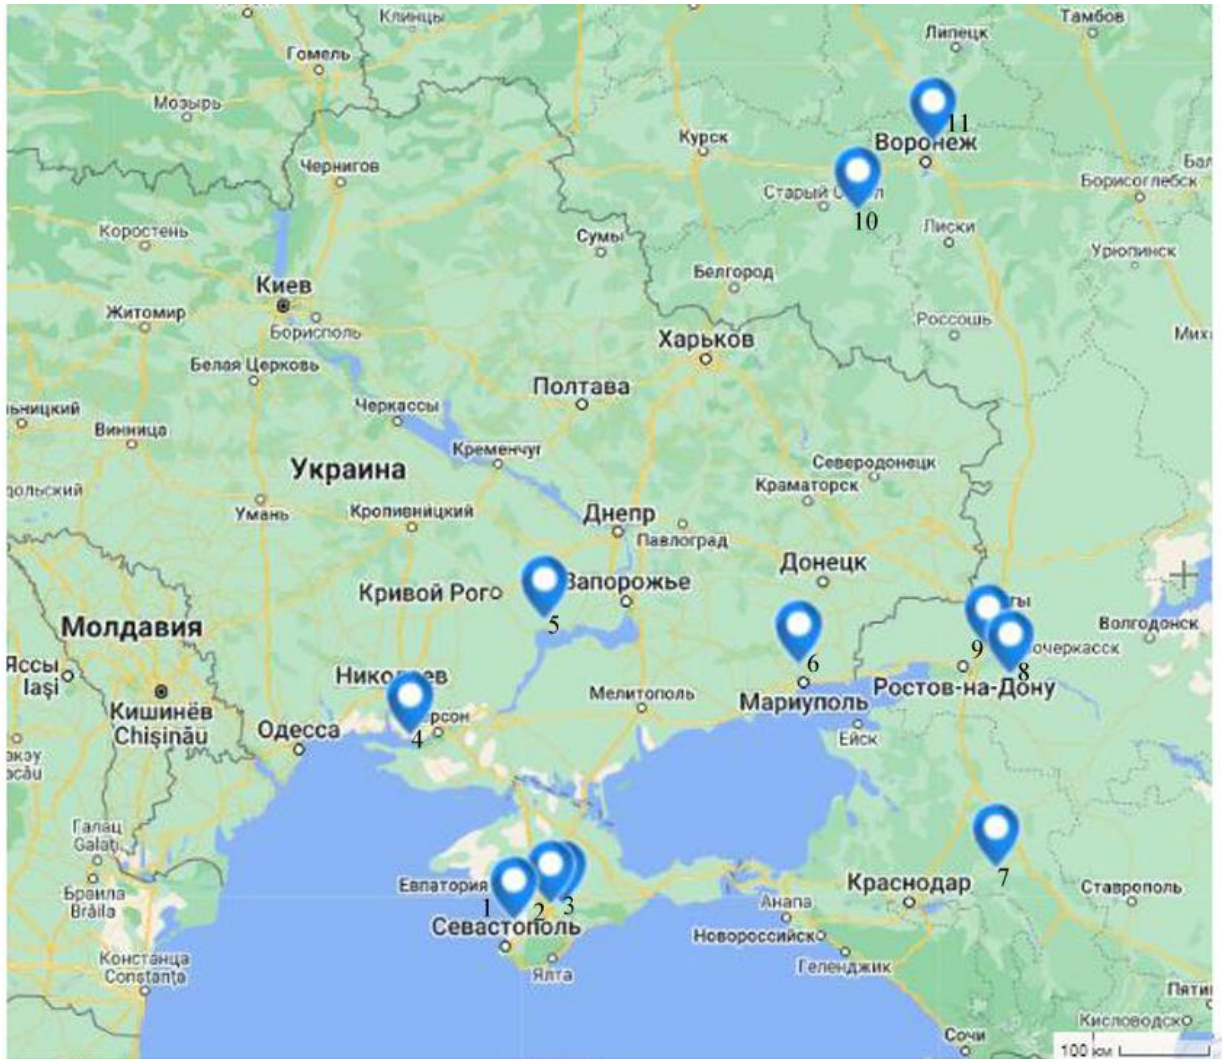 Клинцы
Тамбов
Липецк
Гомель
Мозырь
11
Курск
Воронеж
Чернигов
Борисоглебск
Старый
10
Коростень
Сумы
Лиски
Урюпинск
Белгород
Киев
Житомир
Борисполь
Россошь
Харьков
Белая Церковь
Полтава
Черкассы
Винница
Кременчуг
Украина
Северодонецк
Краматорск
Умань
Кропивницкий
Днепр
Павлоград
Донецк
Кривой Рог
Запорожье
5
Молдавия
Волгодонск
6
9
8
Яссы
Iași
Мелитополь
Мариуполь
Ростов-на-Дону
Кишинёв
Chișinău
Одесса
4
Ейск
Галац
Galați
7
Евпатория
Краснодар
Ставрополь
Браила
Brăila
1
2
3
Анапа
Севастополь
Новороссийск
Констанца
Constanța
Ялта
Геленджик
Кисловодск
Сочи
100 км